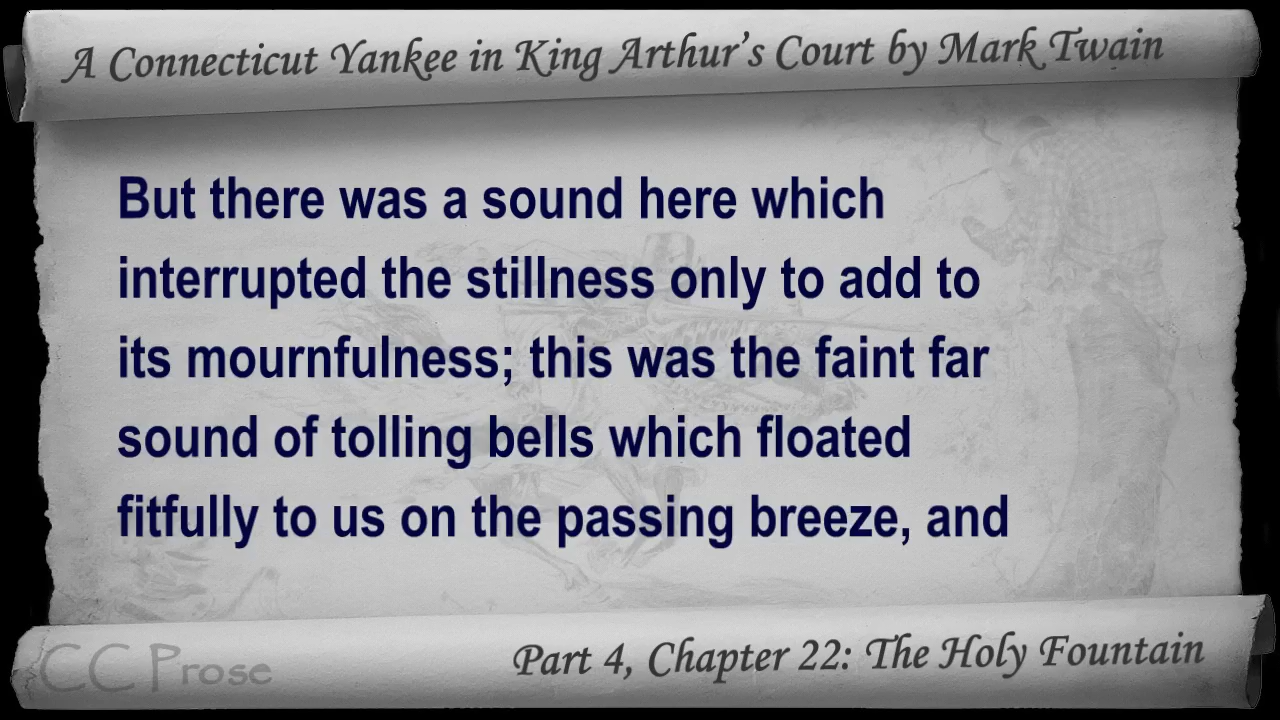 A Connecticut Yankee in King Arthur's Court by Mark Twain
But there was a sound here which
interrupted the stillness only to add to
its mournfulness; this was the faint far
sound of tolling bells which floated
fitfully to us on the passing breeze, and
CC Prose
Part 4, Chapter 22: The Holy Fountain